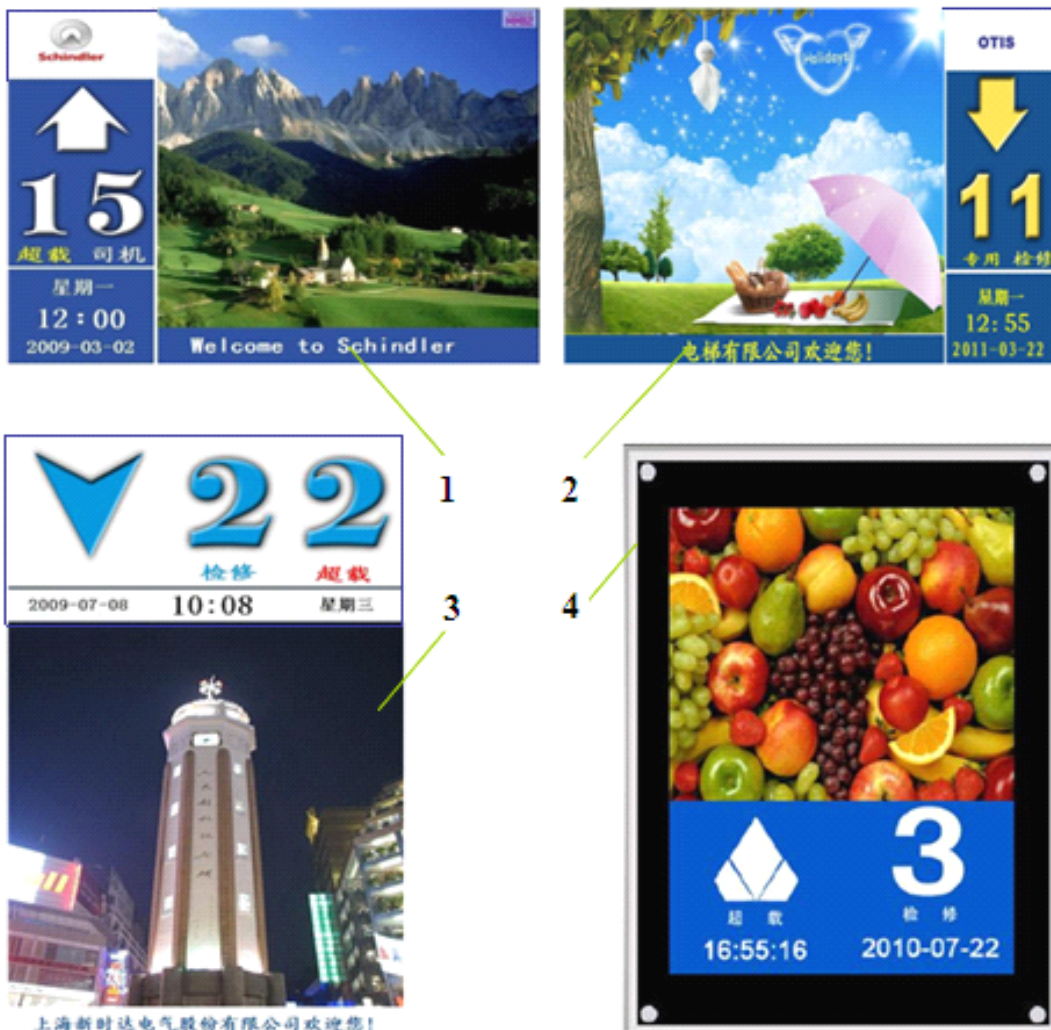 Schindler
15
超载 司机
星期一
12:00
2009-03-02
Welcome to Schindler
Holidays
OTIS
11
专用 检修
星期一
12:55
2011-03-22
电梯有限公司欢迎您!
1
2
22
检修 超载
2009-07-08 10:08 星期三
3
4
上海新时达电气股份有限公司欢迎您!
3
超载 检修
16:55:16 2010-07-22